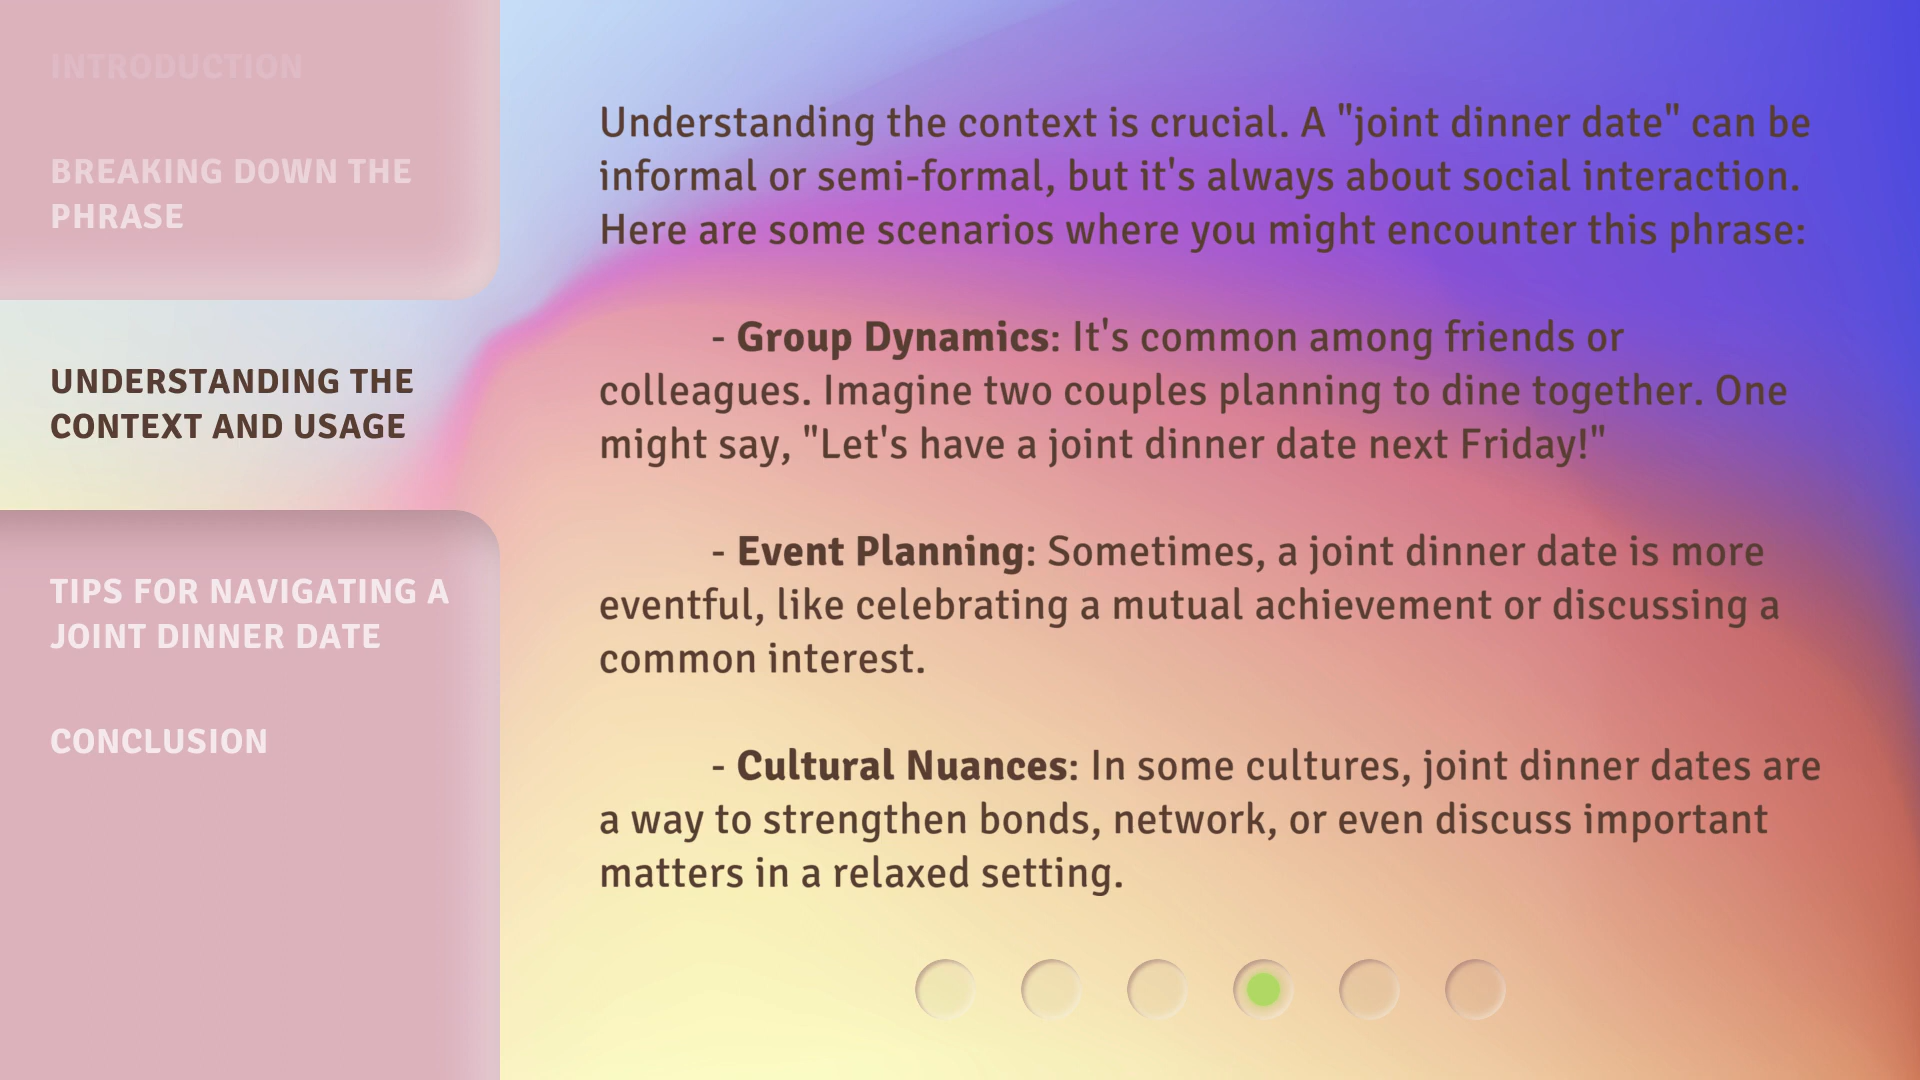 INTRODUCTION
BREAKING DOWN THE
PHRASE
UNDERSTANDING THE
CONTEXT AND USAGE
TIPS FOR NAVIGATING A
JOINT DINNER DATE
CONCLUSION
Understanding the context is crucial. A "joint dinner date" can be
informal or semi-formal, but it's always about social interaction.
Here are some scenarios where you might encounter this phrase:
- Group Dynamics: It's common among friends or
colleagues. Imagine two couples planning to dine together. One
might say, "Let's have a joint dinner date next Friday!"
- Event Planning: Sometimes, a joint dinner date is more
eventful, like celebrating a mutual achievement or discussing a
common interest.
- Cultural Nuances: In some cultures, joint dinner dates are
a way to strengthen bonds, network, or even discuss important
matters in a relaxed setting.